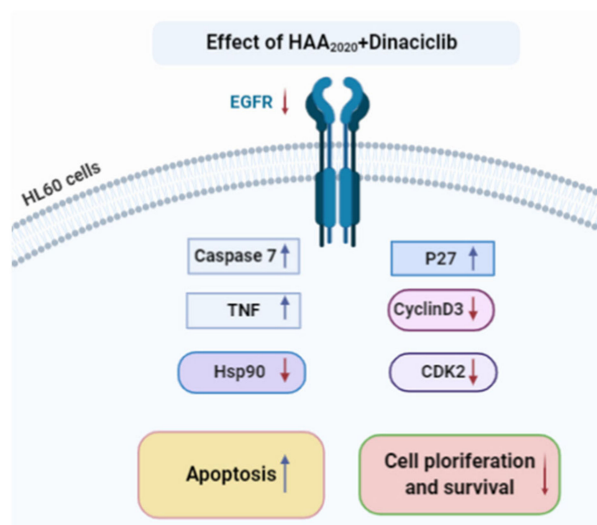 Effect of HAA₂₀₂₀+Dinaciclib
EGFR ↓
HL60 cells
Caspase 7 ↑
P27 ↑
TNF ↑
CyclinD3 ↓
Hsp90 ↓
CDK2 ↓
Apoptosis ↑
Cell ploriferation
and survival ↓